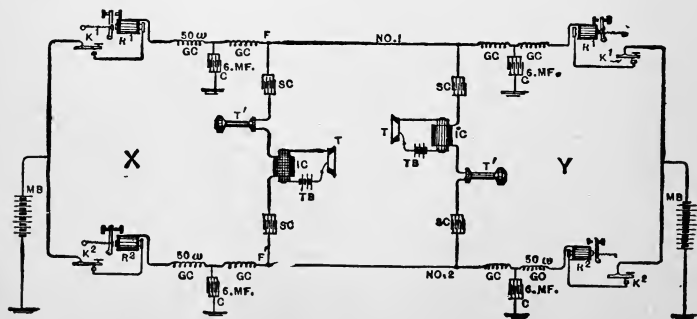 K¹
R¹
50 ω
GC
GC
F
NO.1
GC
GC
R¹
K¹
6.MF.
C
6.MF.
C
SC
SC
T'
T
IC
TB
X
T
IC
TB
T'
Y
MB
MB
SC
SC
K²
R²
50 ω
GC
GC
F'
NO.2
GC
50 ω
GO
R²
K²
6.MF.
C
6.MF.
C